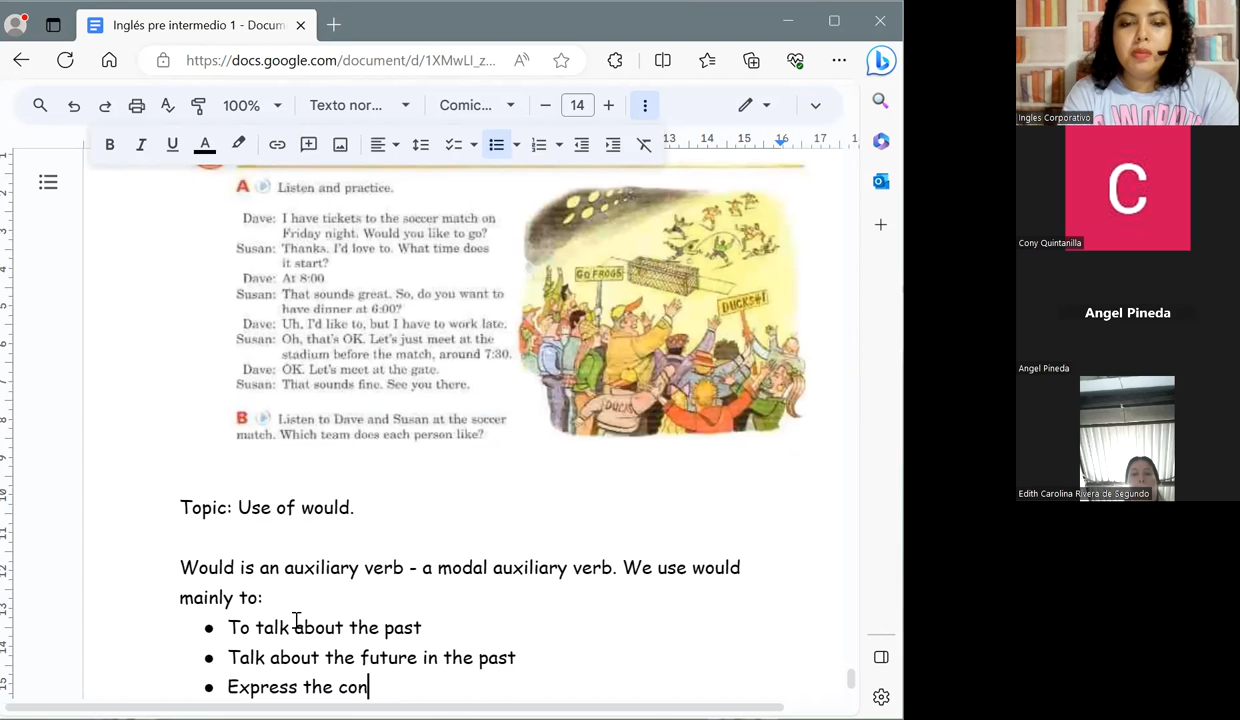 Inglés pre intermedio 1 - Docum
https://docs.google.com/document/d/1XMwLI_z...
100%
Texto nor...
Comic...
14
13 14 15 16 17
A Listen and practice.
Dave: I have tickets to the soccer match on
Friday night. Would you like to go?
Susan: Thanks. I'd love to. What time does
it start?
Dave: At 8:00
Susan: That sounds great. So, do you want to
have dinner at 6:00?
Dave: Uh, I'd like to, but I have to work late.
Susan: Oh, that's OK. Let's just meet at the
stadium before the match, around 7:30.
Dave: OK. Let's meet at the gate.
Susan: That sounds fine. See you there.
GO FROGS
DUCKS#1
DUCKS
B Listen to Dave and Susan at the soccer
match. Which team does each person like?
Topic: Use of would.
Would is an auxiliary verb - a modal auxiliary verb. We use would
mainly to:
● To talk about the past
● Talk about the future in the past
● Express the con
Ingles Corporativo
C
Cony Quintanilla
Angel Pineda
Angel Pineda
Edith Carolina Rivera de Segundo